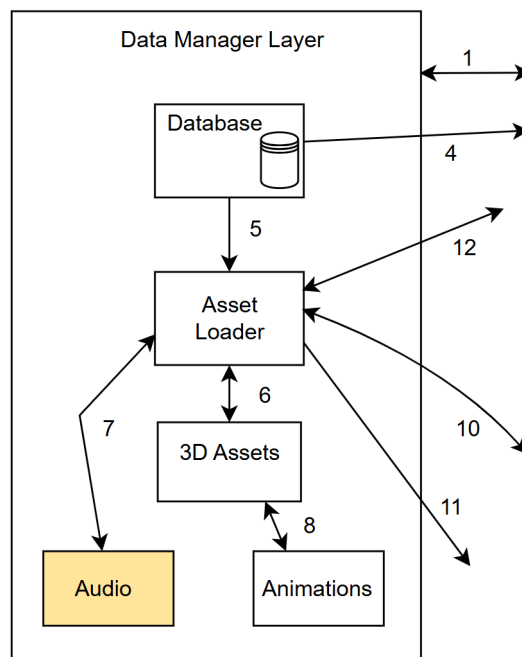 Data Manager Layer
1
Database
4
5
12
Asset
Loader
6
7
10
3D Assets
11
8
Audio
Animations